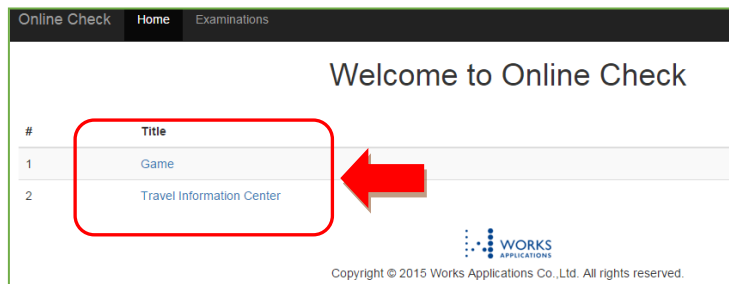 Online Check Home Examinations
Welcome to Online Check
# Title
1 Game
2 Travel Information Center
WORKS
APPLICATIONS
Copyright © 2015 Works Applications Co.,Ltd. All rights reserved.